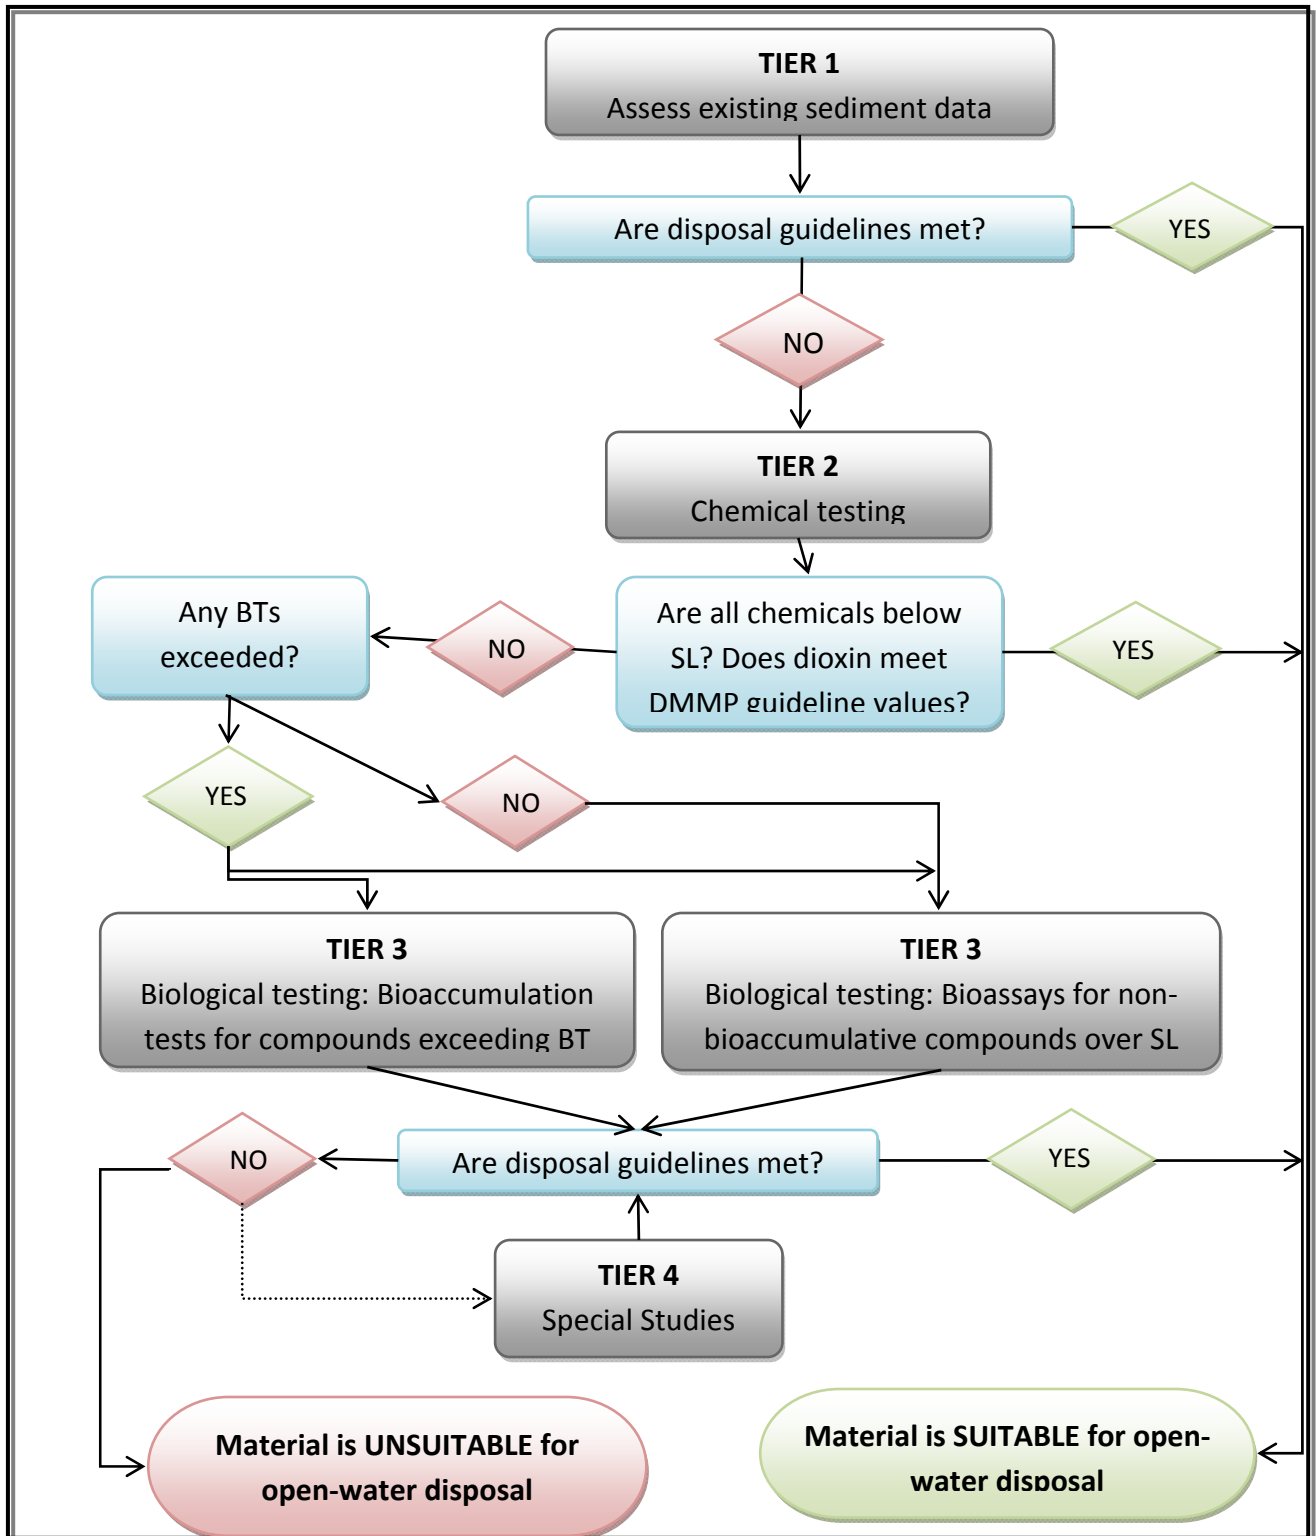 TIER 1
Assess existing sediment data
Are disposal guidelines met?
YES
NO
TIER 2
Chemical testing
Any BTs
exceeded?
NO
Are all chemicals below
SL? Does dioxin meet
DMMP guideline values?
YES
YES
NO
TIER 3
Biological testing: Bioaccumulation
tests for compounds exceeding BT
TIER 3
Biological testing: Bioassays for non-
bioaccumulative compounds over SL
NO
Are disposal guidelines met?
YES
TIER 4
Special Studies
Material is UNSUITABLE for
open-water disposal
Material is SUITABLE for open-
water disposal